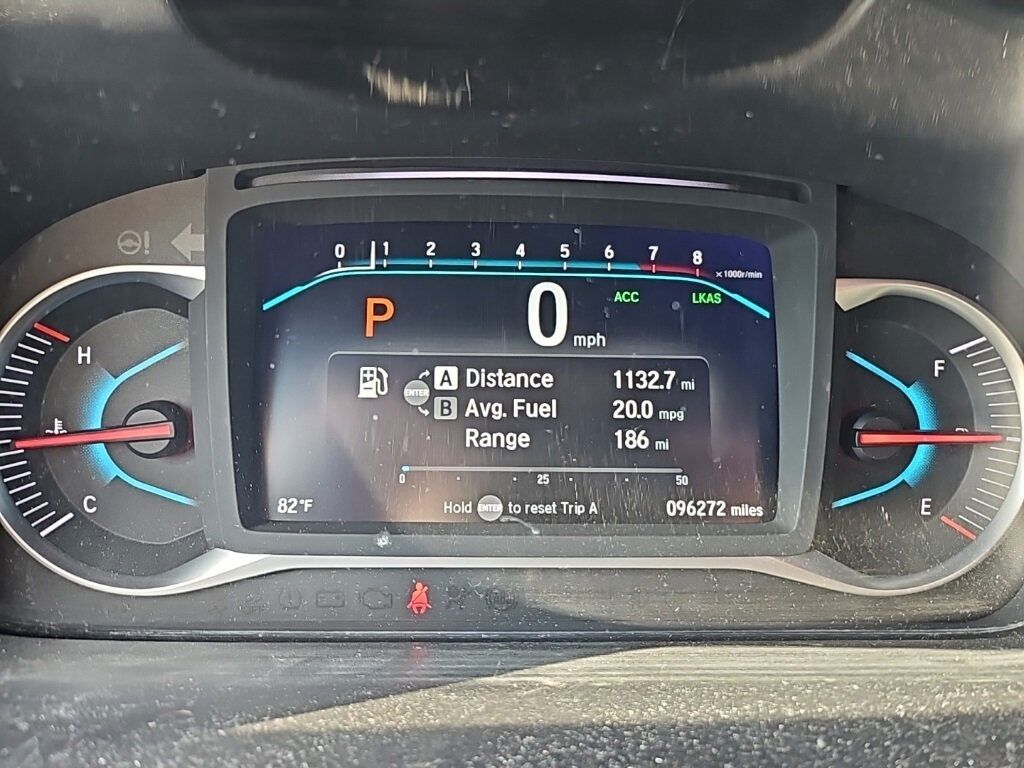 0 1 2 3 4 5 6 7 8
×1000r/min
P 0 mph ACC LKAS
H
F
A Distance 1132.7 mi
ENTER
B Avg. Fuel 20.0 mpg
Range 186 mi
0 25 50
C
E
82°F Hold ENTER to reset Trip A 096272 miles